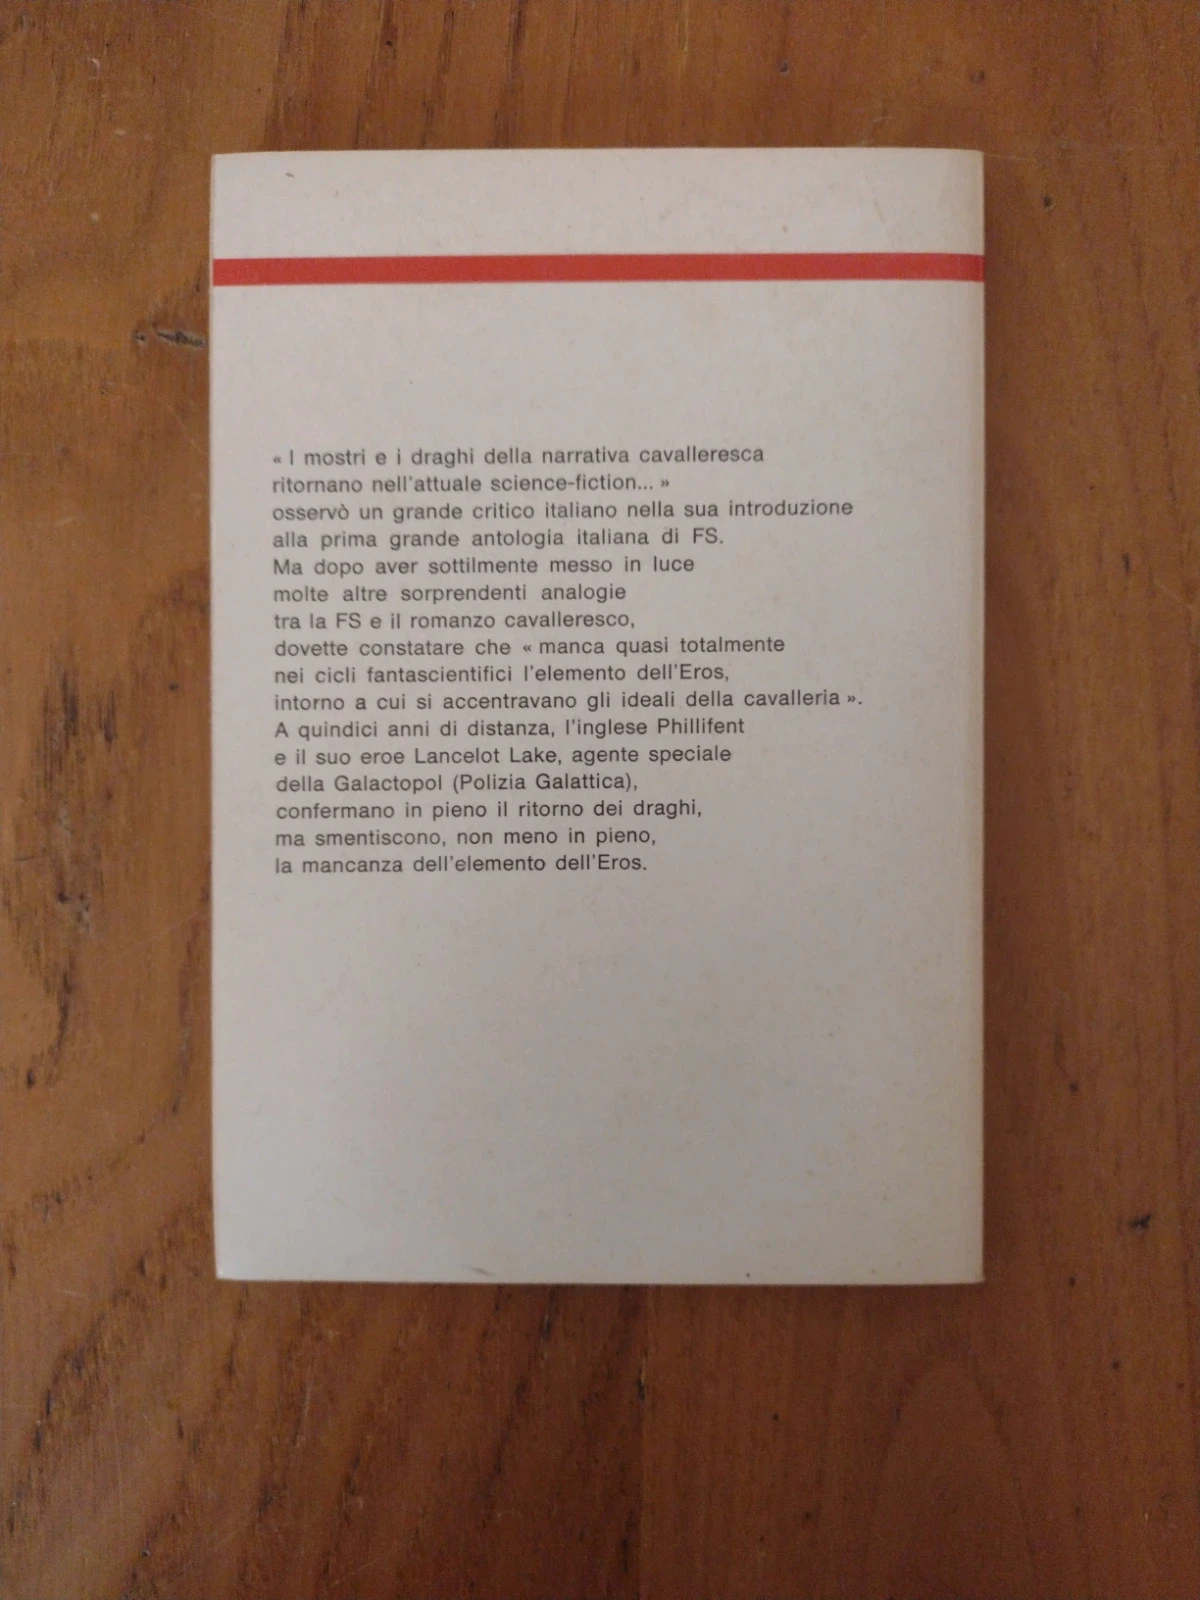 « I mostri e i draghi della narrativa cavalleresca
ritornano nell'attuale science-fiction... »
osservò un grande critico italiano nella sua introduzione
alla prima grande antologia italiana di FS.
Ma dopo aver sottilmente messo in luce
molte altre sorprendenti analogie
tra la FS e il romanzo cavalleresco,
dovette constatare che « manca quasi totalmente
nei cicli fantascientifici l'elemento dell'Eros,
intorno a cui si accentravano gli ideali della cavalleria ».
A quindici anni di distanza, l'inglese Phillifent
e il suo eroe Lancelot Lake, agente speciale
della Galactopol (Polizia Galattica),
confermano in pieno il ritorno dei draghi,
ma smentiscono, non meno in pieno,
la mancanza dell'elemento dell'Eros.